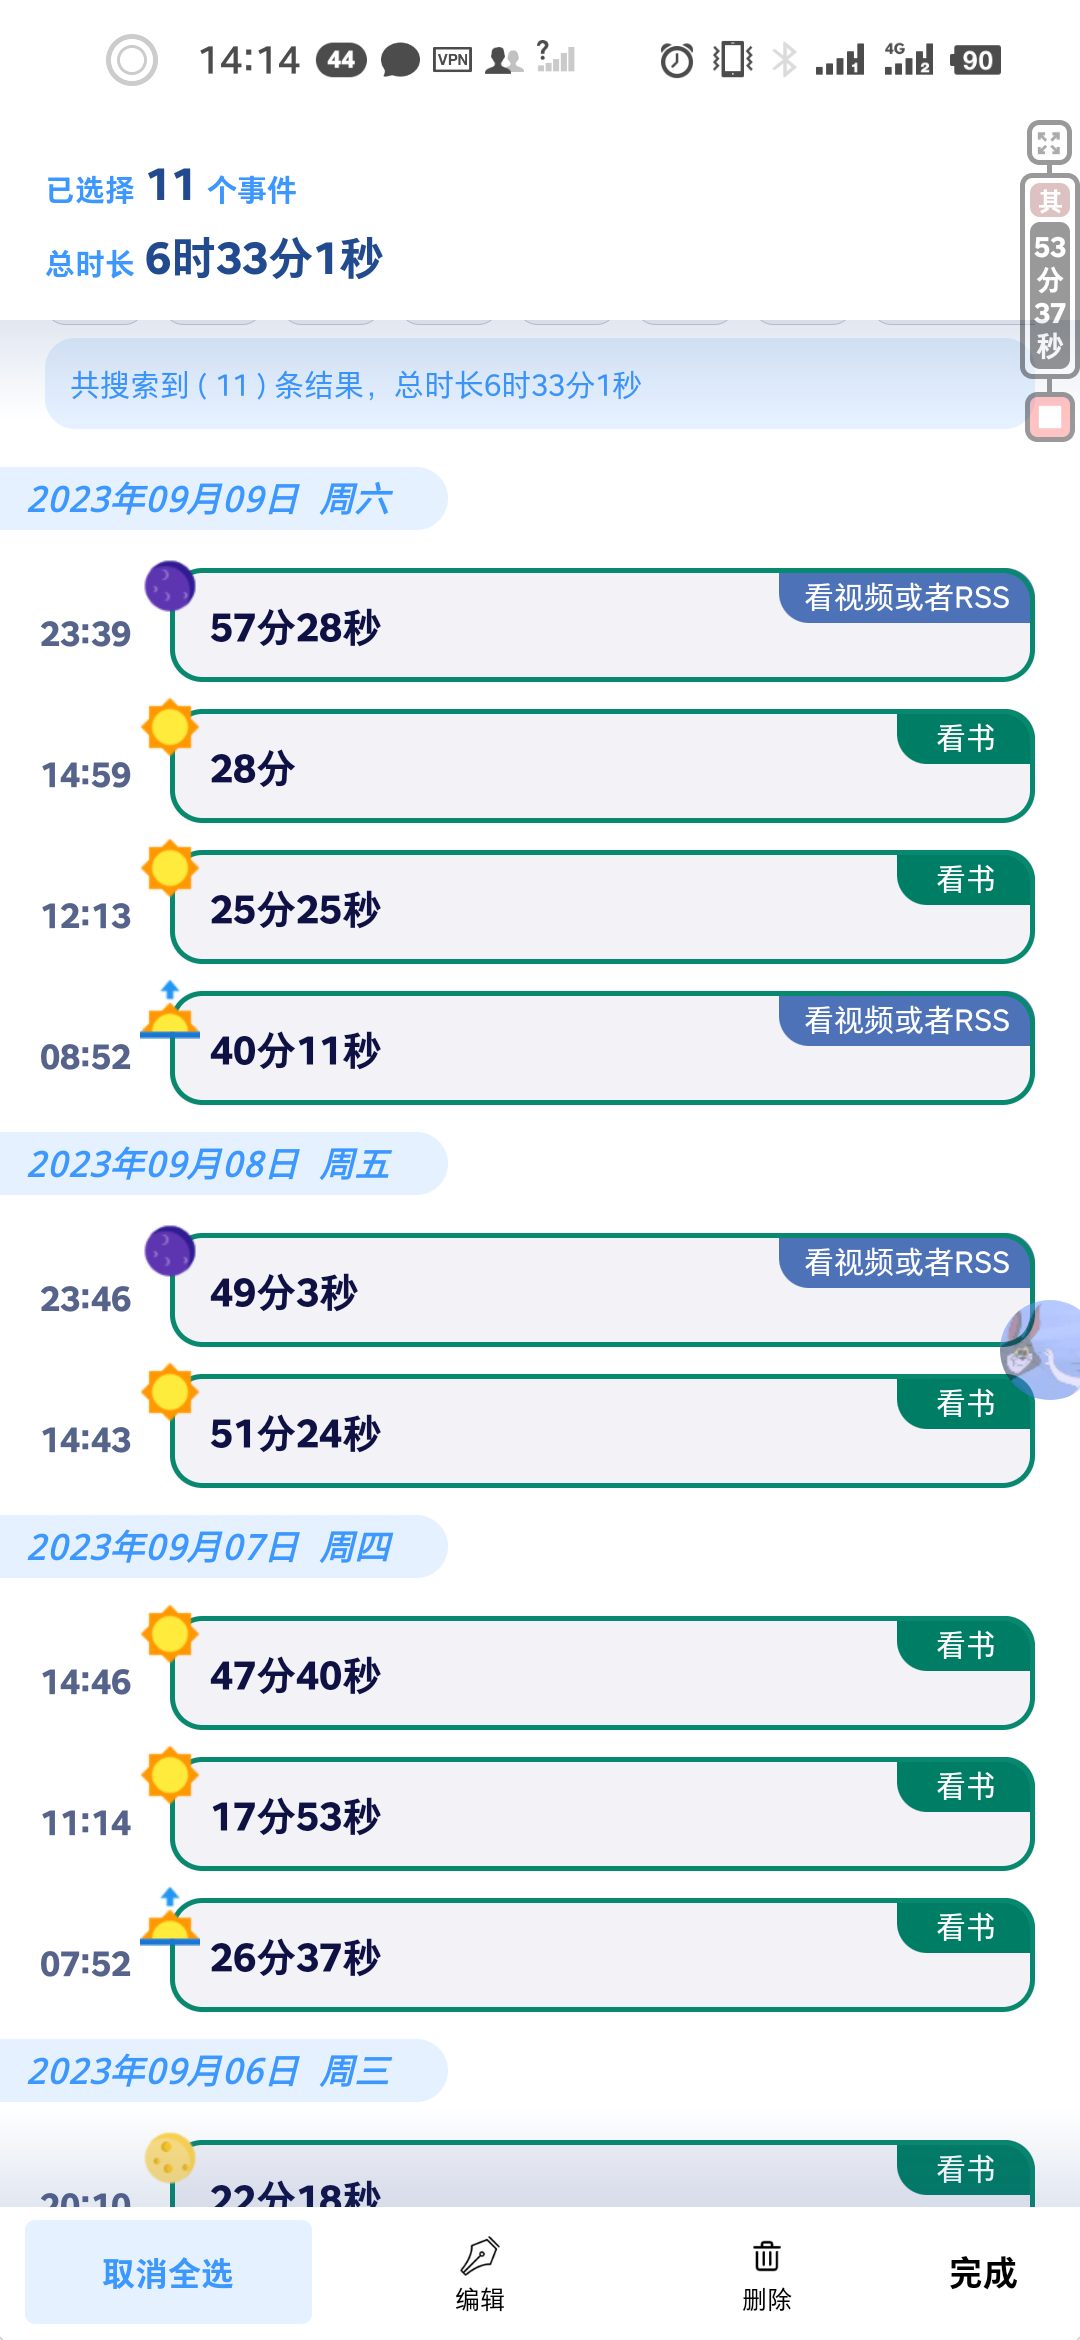 14:14 44 VPN ? 1 4G 2 90
已选择 11 个事件
总时长 6时33分1秒
其
53
分
37
秒
共搜索到 ( 11 ) 条结果，总时长6时33分1秒
2023年09月09日 周六
看视频或者RSS
23:39 57分28秒
看书
14:59 28分
看书
12:13 25分25秒
看视频或者RSS
08:52 40分11秒
2023年09月08日 周五
看视频或者RSS
23:46 49分3秒
看书
14:43 51分24秒
2023年09月07日 周四
看书
14:46 47分40秒
看书
11:14 17分53秒
看书
07:52 26分37秒
2023年09月06日 周三
看书
20:10 22分18秒
取消全选 编辑 删除 完成